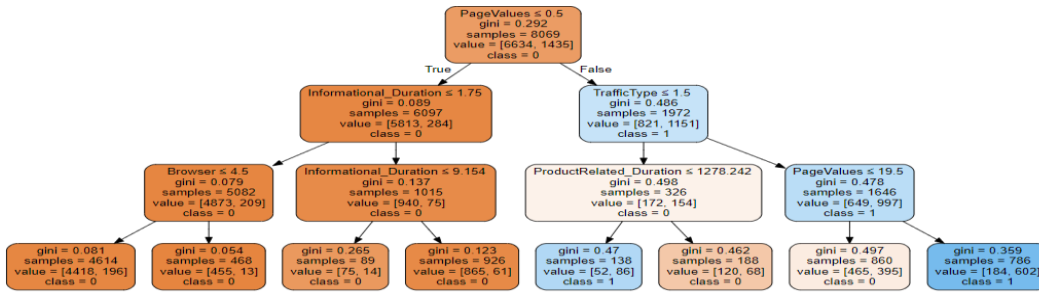 PageValues ≤ 0.5
gini = 0.292
samples = 8069
value = [6634, 1435]
class = 0
True
False
Informational_Duration ≤ 1.75
gini = 0.089
samples = 6097
value = [5813, 284]
class = 0
TrafficType ≤ 1.5
gini = 0.486
samples = 1972
value = [821, 1151]
class = 1
Browser ≤ 4.5
gini = 0.079
samples = 5082
value = [4873, 209]
class = 0
Informational_Duration ≤ 9.154
gini = 0.137
samples = 1015
value = [940, 75]
class = 0
ProductRelated_Duration ≤ 1278.242
gini = 0.498
samples = 326
value = [172, 154]
class = 0
PageValues ≤ 19.5
gini = 0.478
samples = 1646
value = [649, 997]
class = 1
gini = 0.081
samples = 4614
value = [4418, 196]
class = 0
gini = 0.054
samples = 468
value = [455, 13]
class = 0
gini = 0.265
samples = 89
value = [75, 14]
class = 0
gini = 0.123
samples = 926
value = [865, 61]
class = 0
gini = 0.47
samples = 138
value = [52, 86]
class = 1
gini = 0.462
samples = 188
value = [120, 68]
class = 0
gini = 0.497
samples = 860
value = [465, 395]
class = 0
gini = 0.359
samples = 786
value = [184, 602]
class = 1